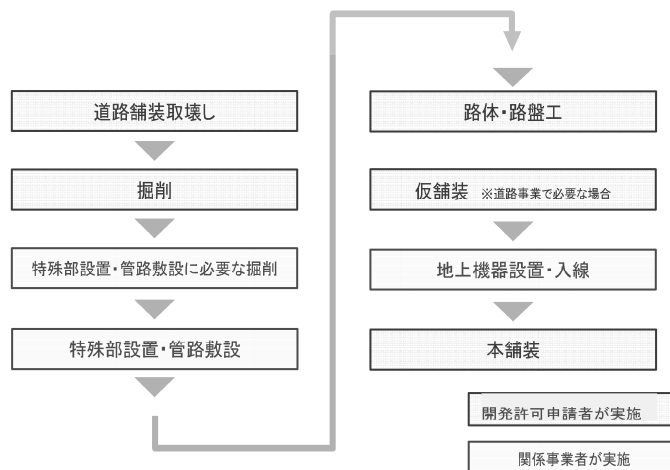 道路舗装取壊し
掘削
特殊部設置・管路敷設に必要な掘削
特殊部設置・管路敷設
路体・路盤工
仮舗装 ※道路事業で必要な場合
地上機器設置・入線
本舗装
開発許可申請者が実施
関係事業者が実施